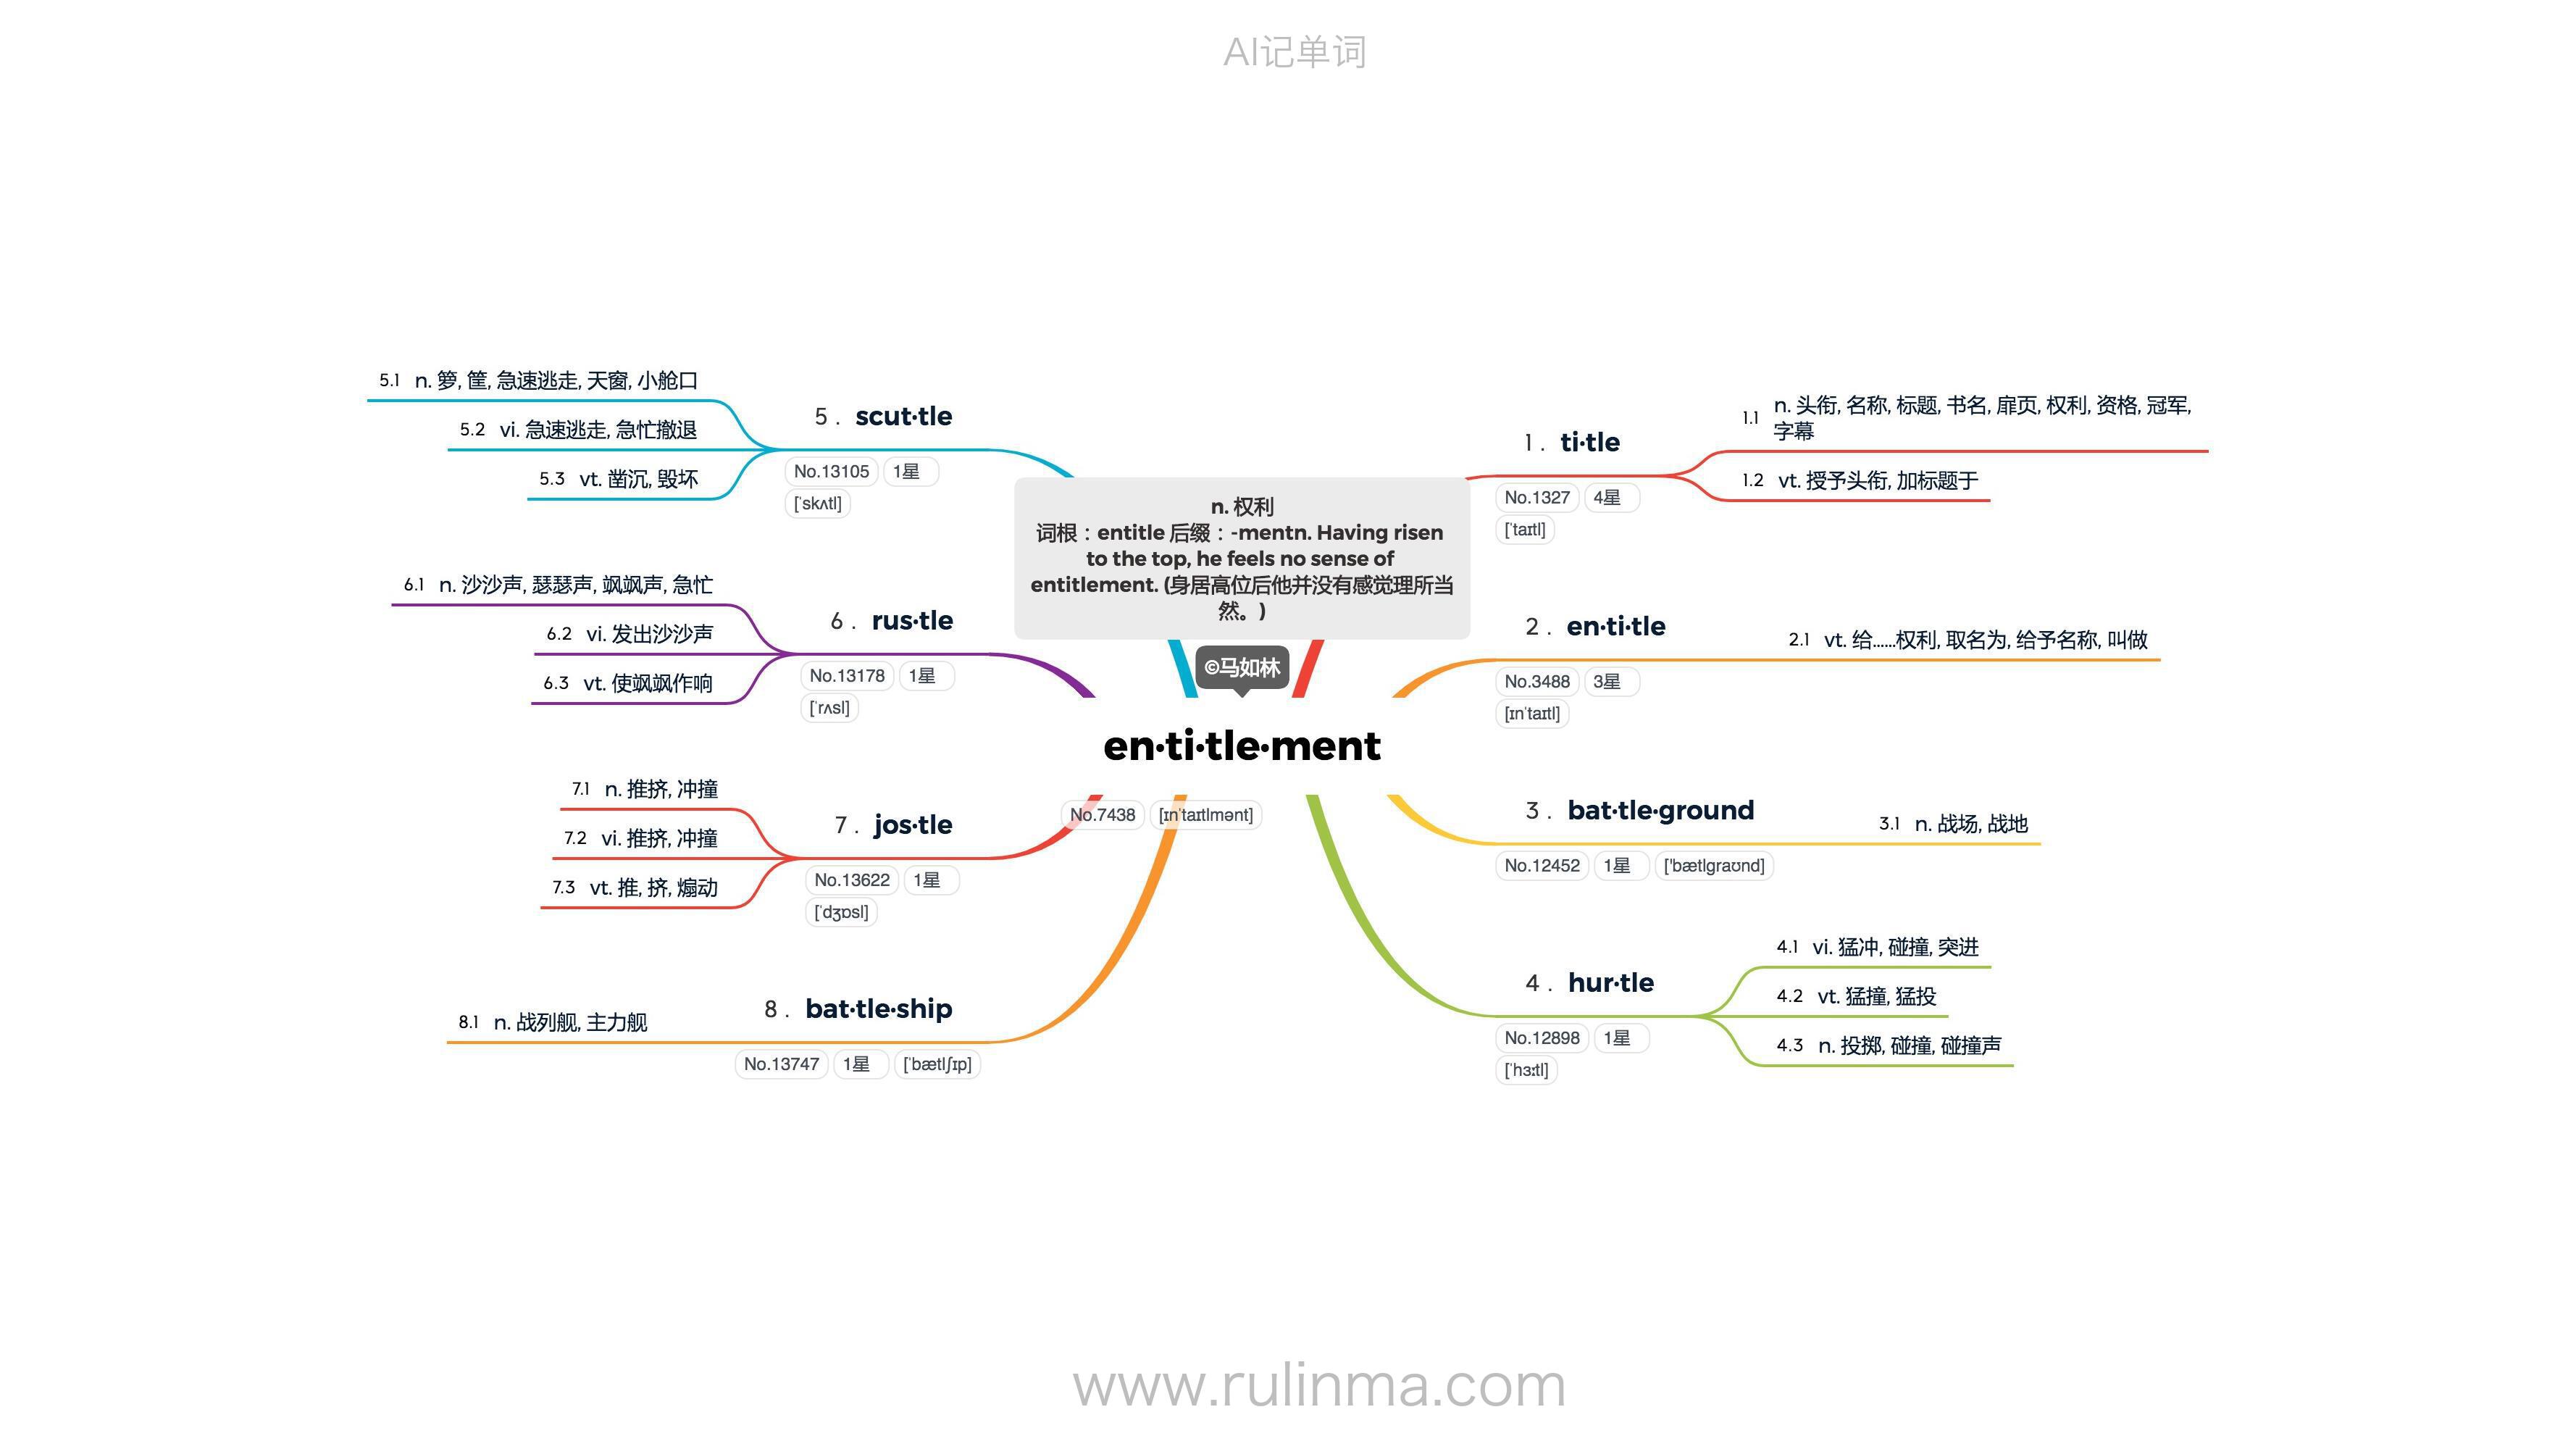 AI记单词
n. 权利
词根：entitle 后缀：-mentn. Having risen
to the top, he feels no sense of
entitlement. (身居高位后他并没有感觉理所当
然。)
©马如林
en·ti·tle·ment
No.7438 [ɪnˈtaɪtlmənt]
1. ti·tle
No.1327 4星
[ˈtaɪtl]
1.1 n. 头衔, 名称, 标题, 书名, 扉页, 权利, 资格, 冠军,
字幕
1.2 vt. 授予头衔, 加标题于
2. en·ti·tle
No.3488 3星
[ɪnˈtaɪtl]
2.1 vt. 给……权利, 取名为, 给予名称, 叫做
3. bat·tle·ground
No.12452 1星 ['bætlgraʊnd]
3.1 n. 战场, 战地
4. hur·tle
No.12898 1星
[ˈhɜːtl]
4.1 vi. 猛冲, 碰撞, 突进
4.2 vt. 猛撞, 猛投
4.3 n. 投掷, 碰撞, 碰撞声
5. scut·tle
No.13105 1星
[ˈskʌtl]
5.1 n. 箩, 筐, 急速逃走, 天窗, 小舱口
5.2 vi. 急速逃走, 急忙撤退
5.3 vt. 凿沉, 毁坏
6. rus·tle
No.13178 1星
[ˈrʌsl]
6.1 n. 沙沙声, 瑟瑟声, 飒飒声, 急忙
6.2 vi. 发出沙沙声
6.3 vt. 使飒飒作响
7. jos·tle
No.13622 1星
[ˈdʒɒsl]
7.1 n. 推挤, 冲撞
7.2 vi. 推挤, 冲撞
7.3 vt. 推, 挤, 煽动
8. bat·tle·ship
No.13747 1星 [ˈbætlʃɪp]
8.1 n. 战列舰, 主力舰
www.rulinma.com